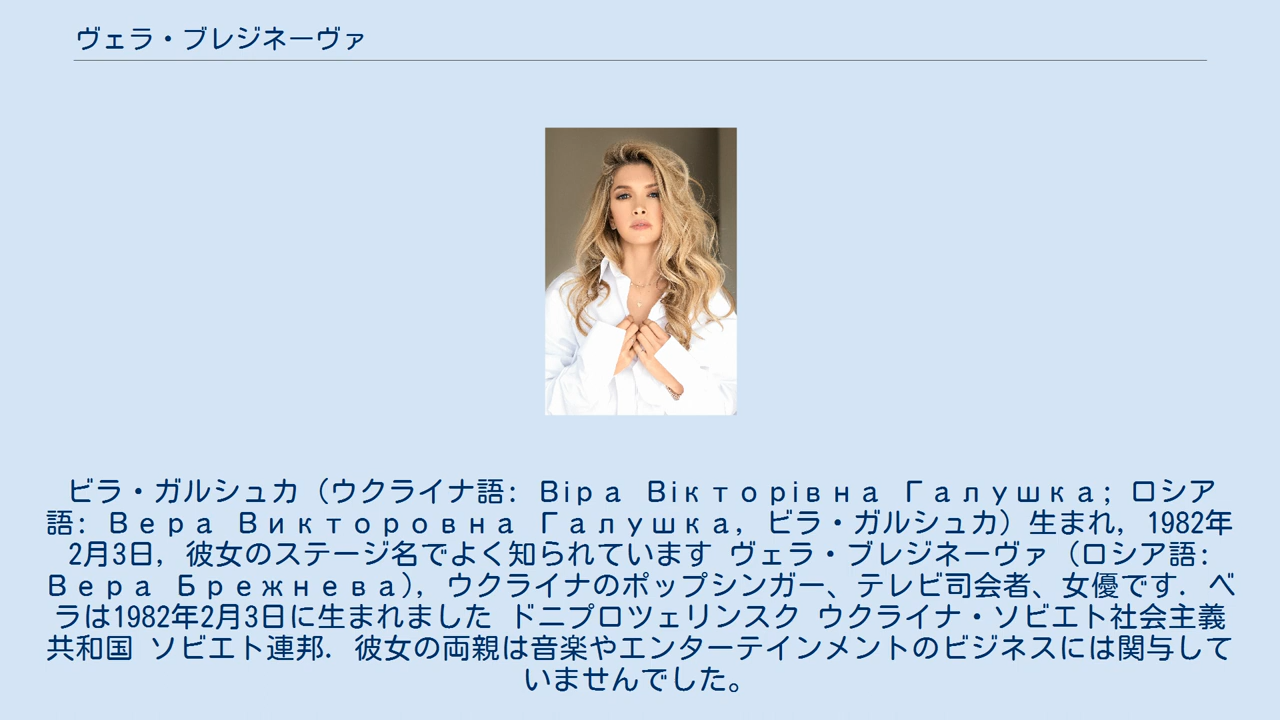 ヴェラ・ブレジネーヴァ
ビラ・ガルシュカ（ウクライナ語: Віра Вікторівна Галушка; ロシア
語: Вера Викторовна Галушка, ビラ・ガルシュカ）生まれ, 1982年
2月3日, 彼女のステージ名でよく知られています ヴェラ・ブレジネーヴァ（ロシア語:
Вера Брежнева), ウクライナのポップシンガー、テレビ司会者、女優です. ベ
ラは1982年2月3日に生まれました ドニプロツェリンスク ウクライナ・ソビエト社会主義
共和国 ソビエト連邦. 彼女の両親は音楽やエンターテインメントのビジネスには関与して
いませんでした。